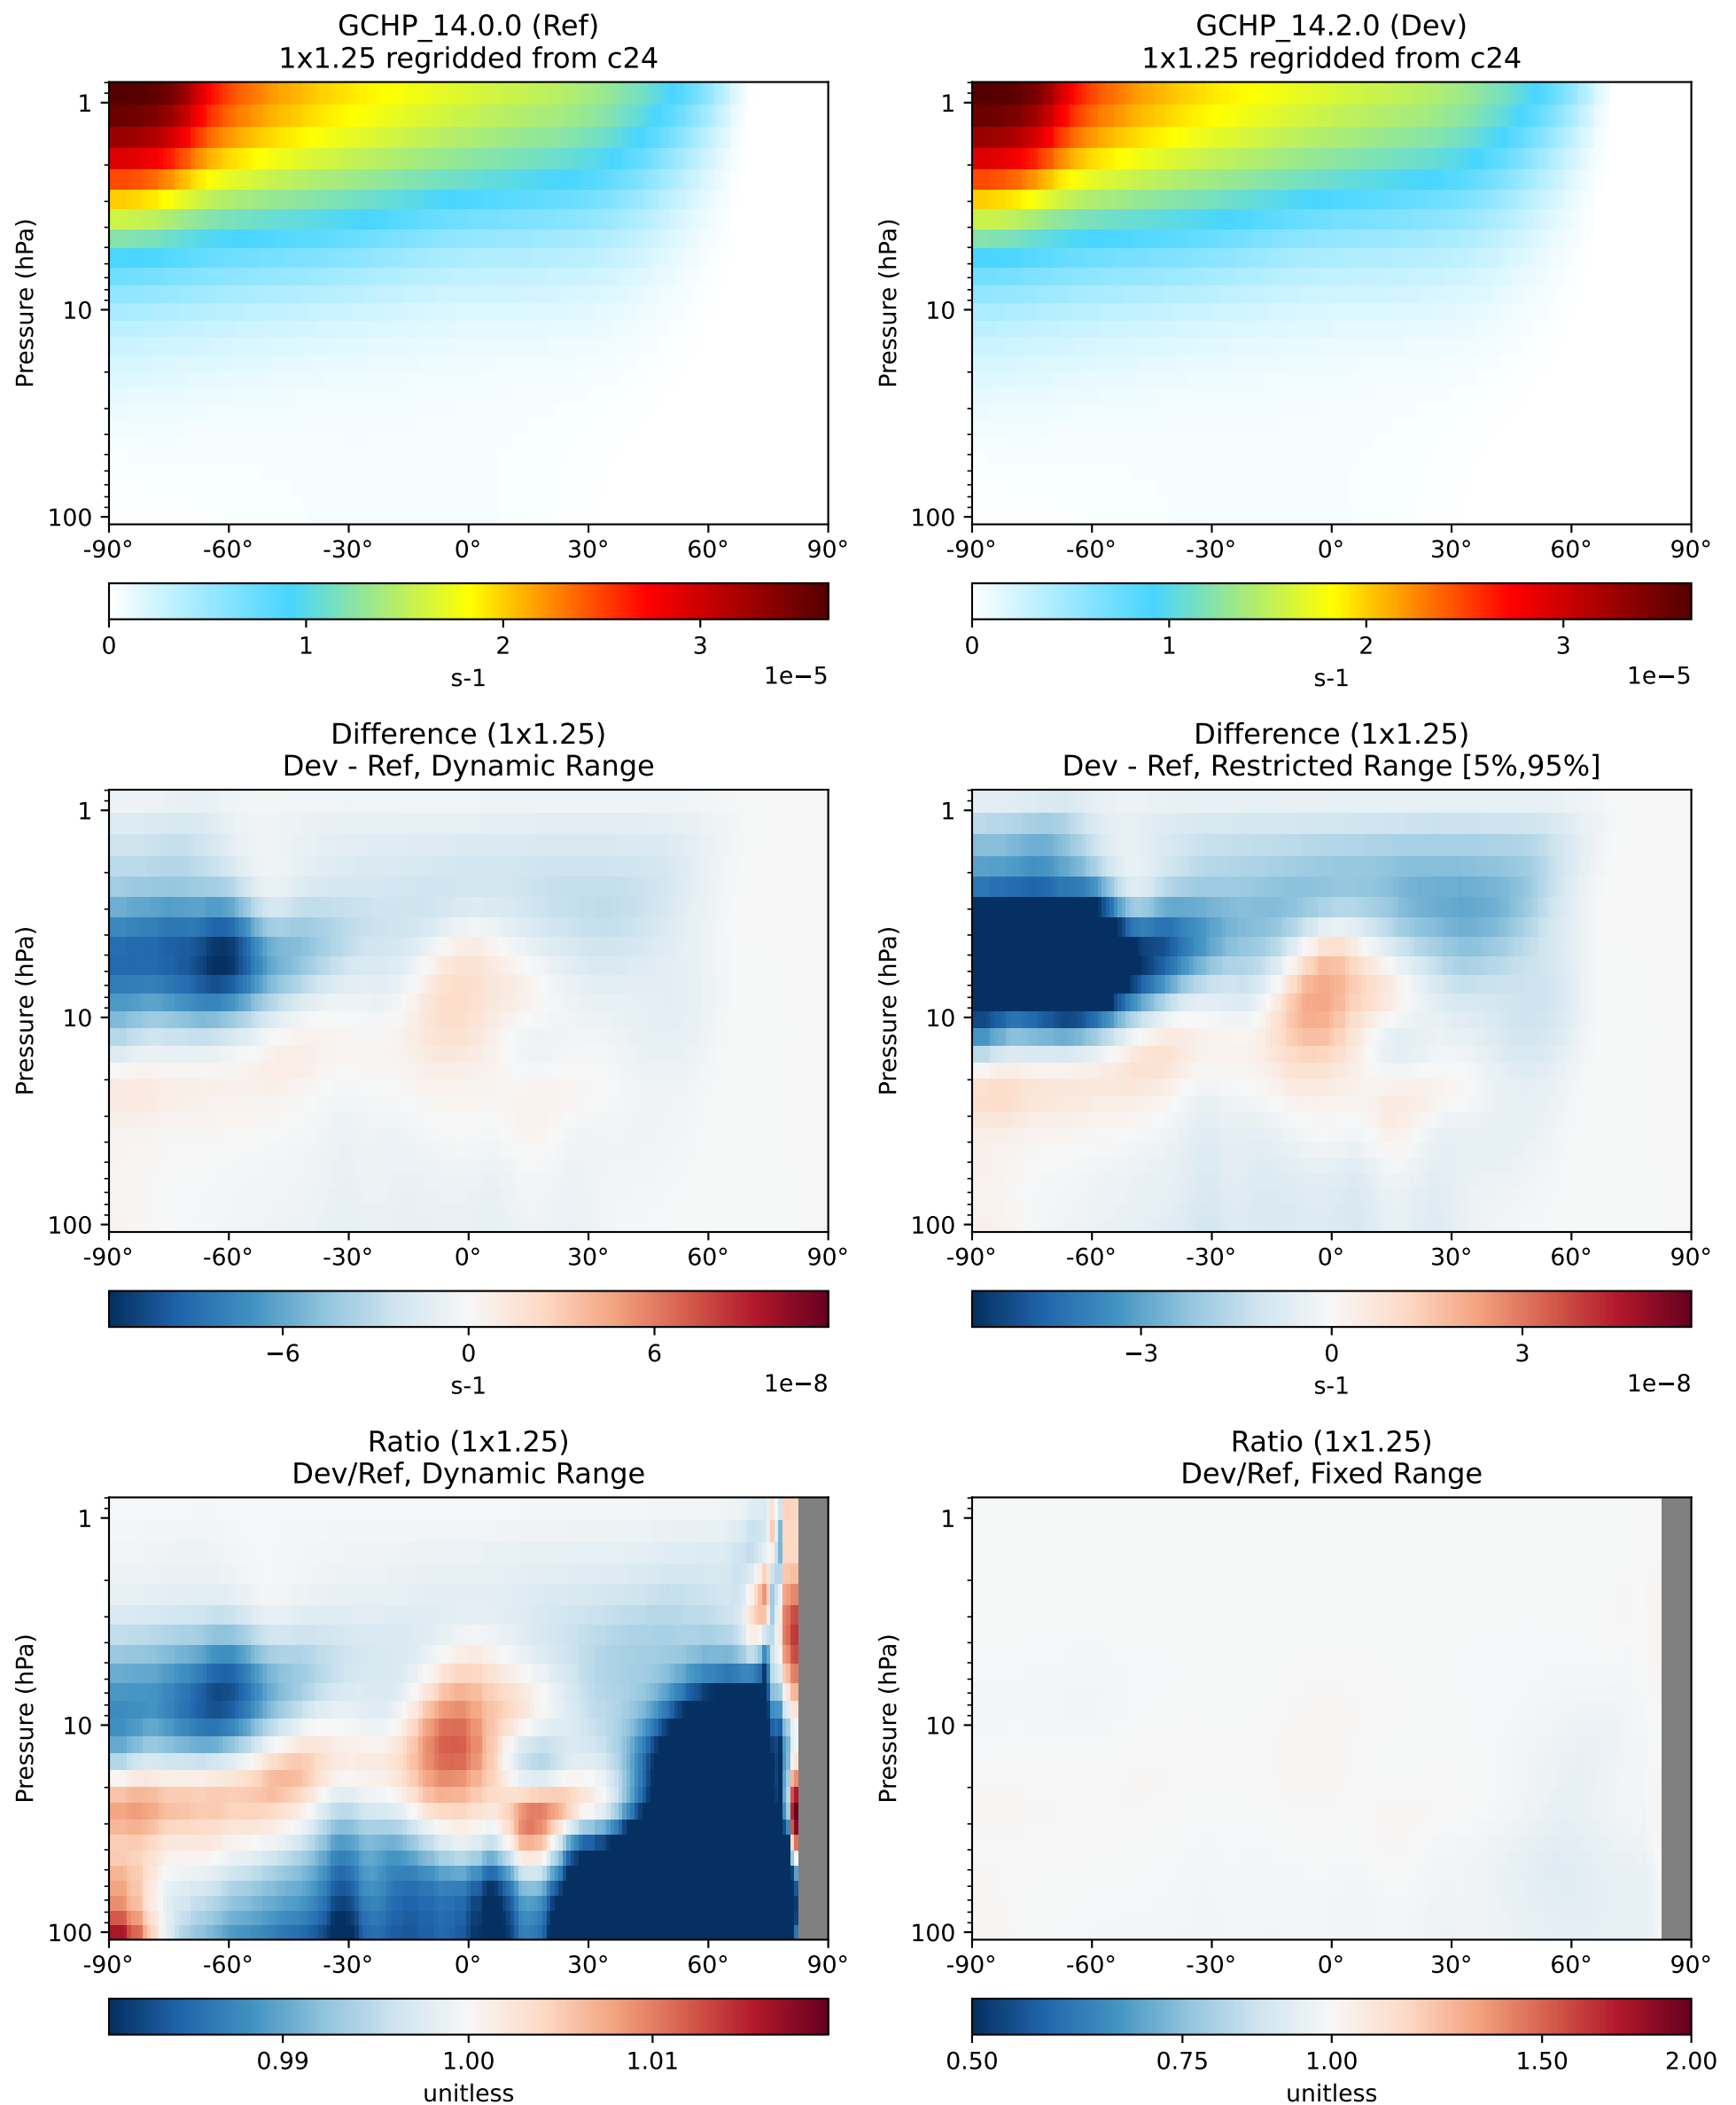 GCHP_14.0.0 (Ref)
1x1.25 regridded from c24
Pressure (hPa)
1
10
100
-90° -60° -30° 0° 30° 60° 90°
0 1 2 3
s-1
1e−5
GCHP_14.2.0 (Dev)
1x1.25 regridded from c24
Pressure (hPa)
1
10
100
-90° -60° -30° 0° 30° 60° 90°
0 1 2 3
s-1
1e−5
Difference (1x1.25)
Dev - Ref, Dynamic Range
Pressure (hPa)
1
10
100
-90° -60° -30° 0° 30° 60° 90°
−6 0 6
s-1
1e−8
Difference (1x1.25)
Dev - Ref, Restricted Range [5%,95%]
Pressure (hPa)
1
10
100
-90° -60° -30° 0° 30° 60° 90°
−3 0 3
s-1
1e−8
Ratio (1x1.25)
Dev/Ref, Dynamic Range
Pressure (hPa)
1
10
100
-90° -60° -30° 0° 30° 60° 90°
0.99 1.00 1.01
unitless
Ratio (1x1.25)
Dev/Ref, Fixed Range
Pressure (hPa)
1
10
100
-90° -60° -30° 0° 30° 60° 90°
0.50 0.75 1.00 1.50 2.00
unitless